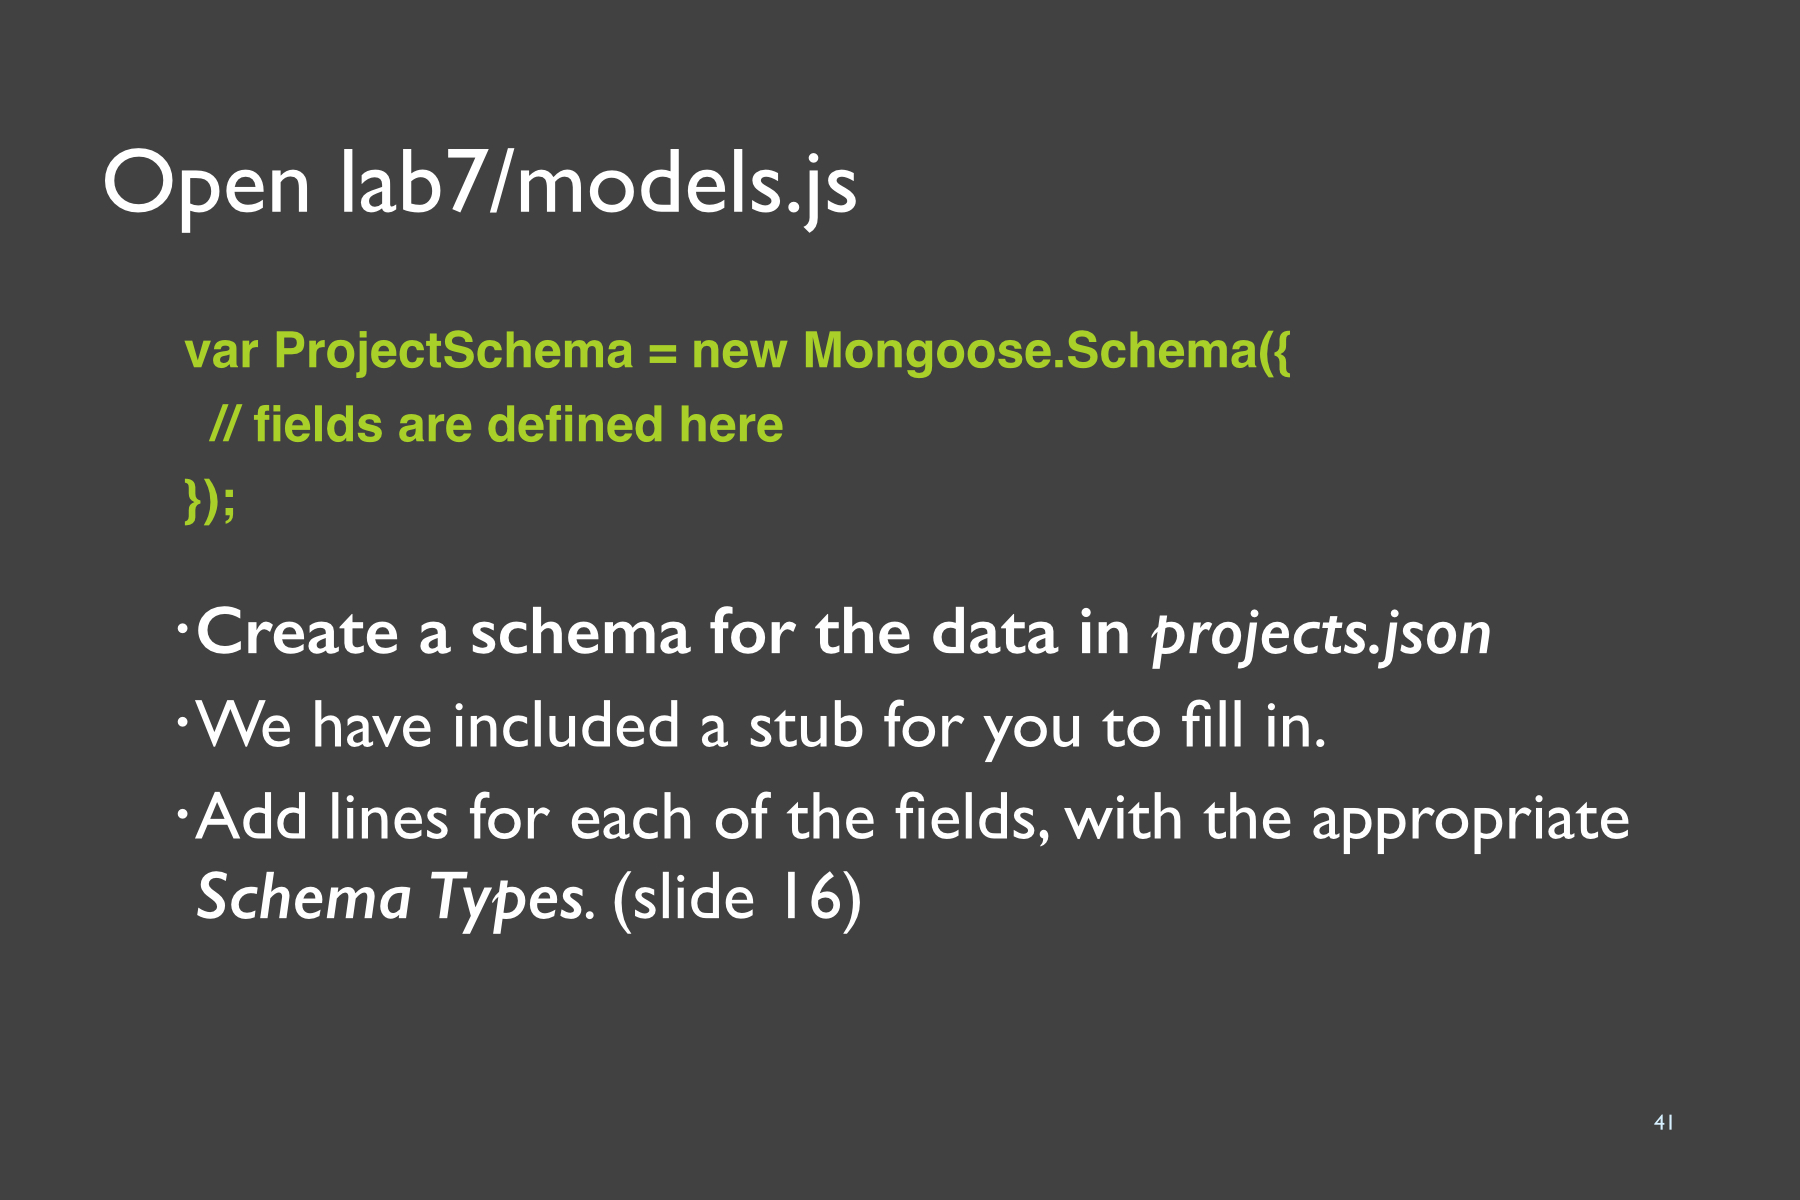 Open lab7/models.js
var ProjectSchema = new Mongoose.Schema({
// fields are defined here
});
·Create a schema for the data in projects.json
·We have included a stub for you to fill in.
·Add lines for each of the fields, with the appropriate
Schema Types. (slide 16)
41